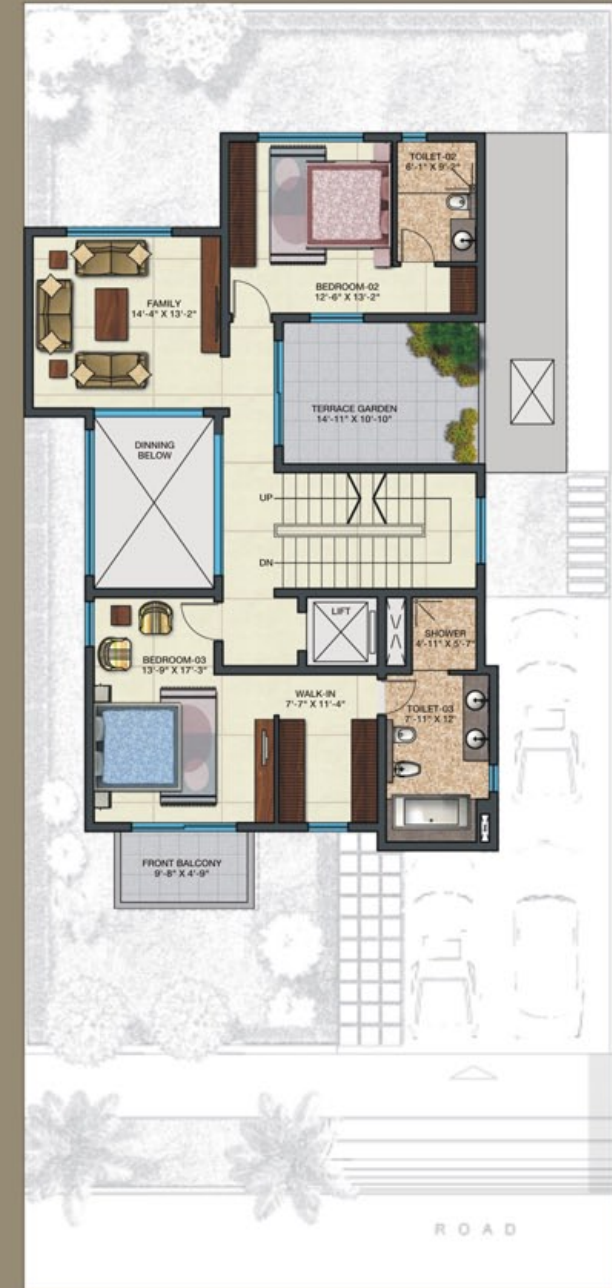 TOILET-02
6'-1" X 9'-2"
BEDROOM-02
12'-6" X 13'-2"
FAMILY
14'-4" X 13'-2"
TERRACE GARDEN
14'-11" X 10'-10"
DINNING
BELOW
UP
DN
LIFT
SHOWER
4'-11" X 5'-7"
BEDROOM-03
13'-9" X 17'-3"
WALK-IN
7'-7" X 11'-4"
TOILET-03
7'-11" X 12'
FRONT BALCONY
9'-8" X 4'-9"
ROAD